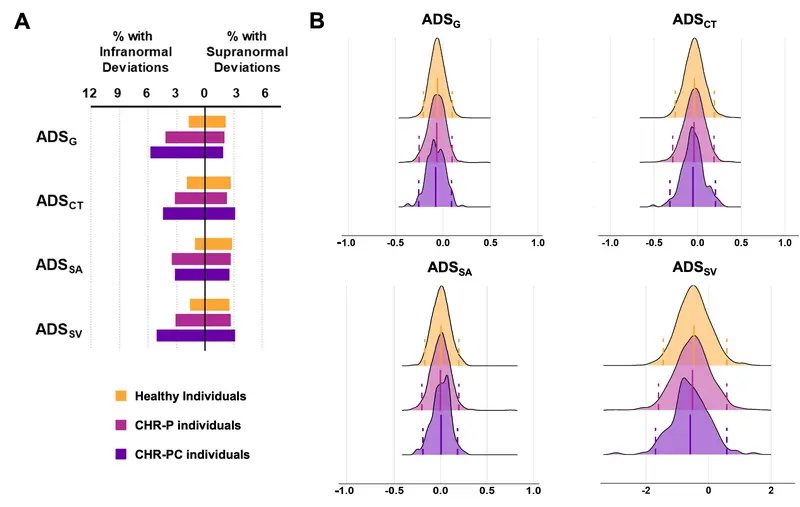 A
% with
Infranormal
Deviations
% with
Supranormal
Deviations
12 9 6 3 0 3 6
ADSG
ADSCT
ADSSA
ADSSV
Healthy Individuals
CHR-P individuals
CHR-PC individuals
B
ADSG
-1.0 -0.5 0.0 0.5 1.0
ADSCT
-1.0 -0.5 0.0 0.5 1.0
ADSSA
-1.0 -0.5 0.0 0.5 1.0
ADSSV
-2 0 2